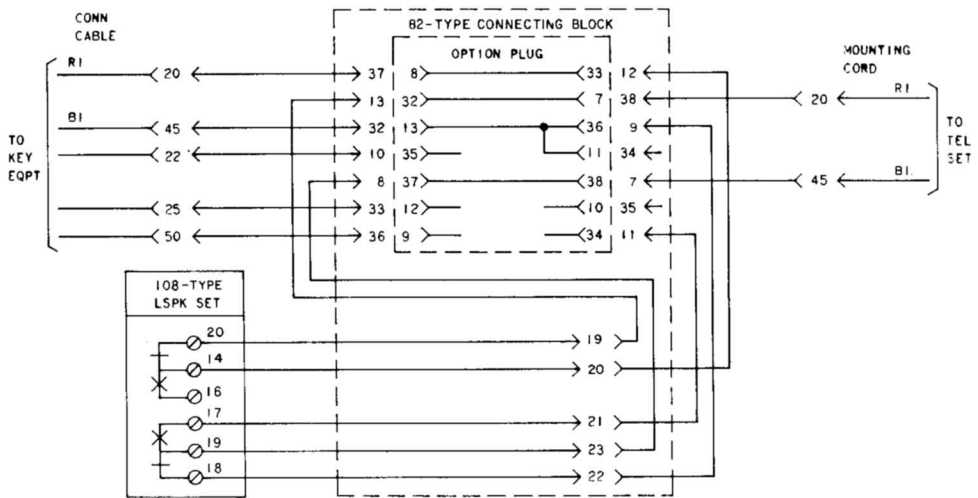 CONN
CABLE
82-TYPE CONNECTING BLOCK
OPTION PLUG
MOUNTING
CORD
R1 20 37 8 33 12
13 32 7 38 20 R1
B1 45 32 13 36 9
TO
KEY
EQPT
22 10 35 11 34
TO
TEL
SET
8 37 38 7 45 B1
25 33 12 10 35
50 36 9 34 11
108-TYPE
LSPK SET
20 19
14 20
16
17 21
19 23
18 22